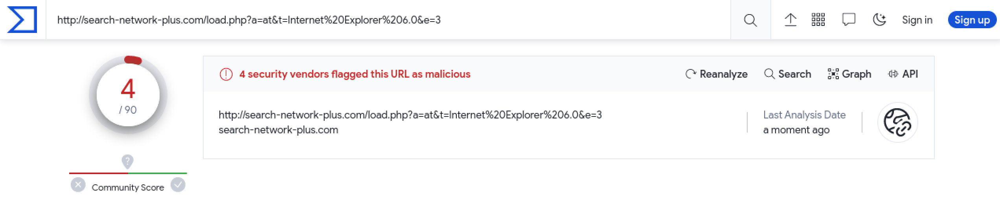 http://search-network-plus.com/load.php?a=at&t=Internet%20Explorer%206.0&e=3
Sign in
Sign up
4
/ 90
4 security vendors flagged this URL as malicious
Reanalyze
Search
Graph
API
http://search-network-plus.com/load.php?a=at&t=Internet%20Explorer%206.0&e=3
search-network-plus.com
Last Analysis Date
a moment ago
?
Community Score